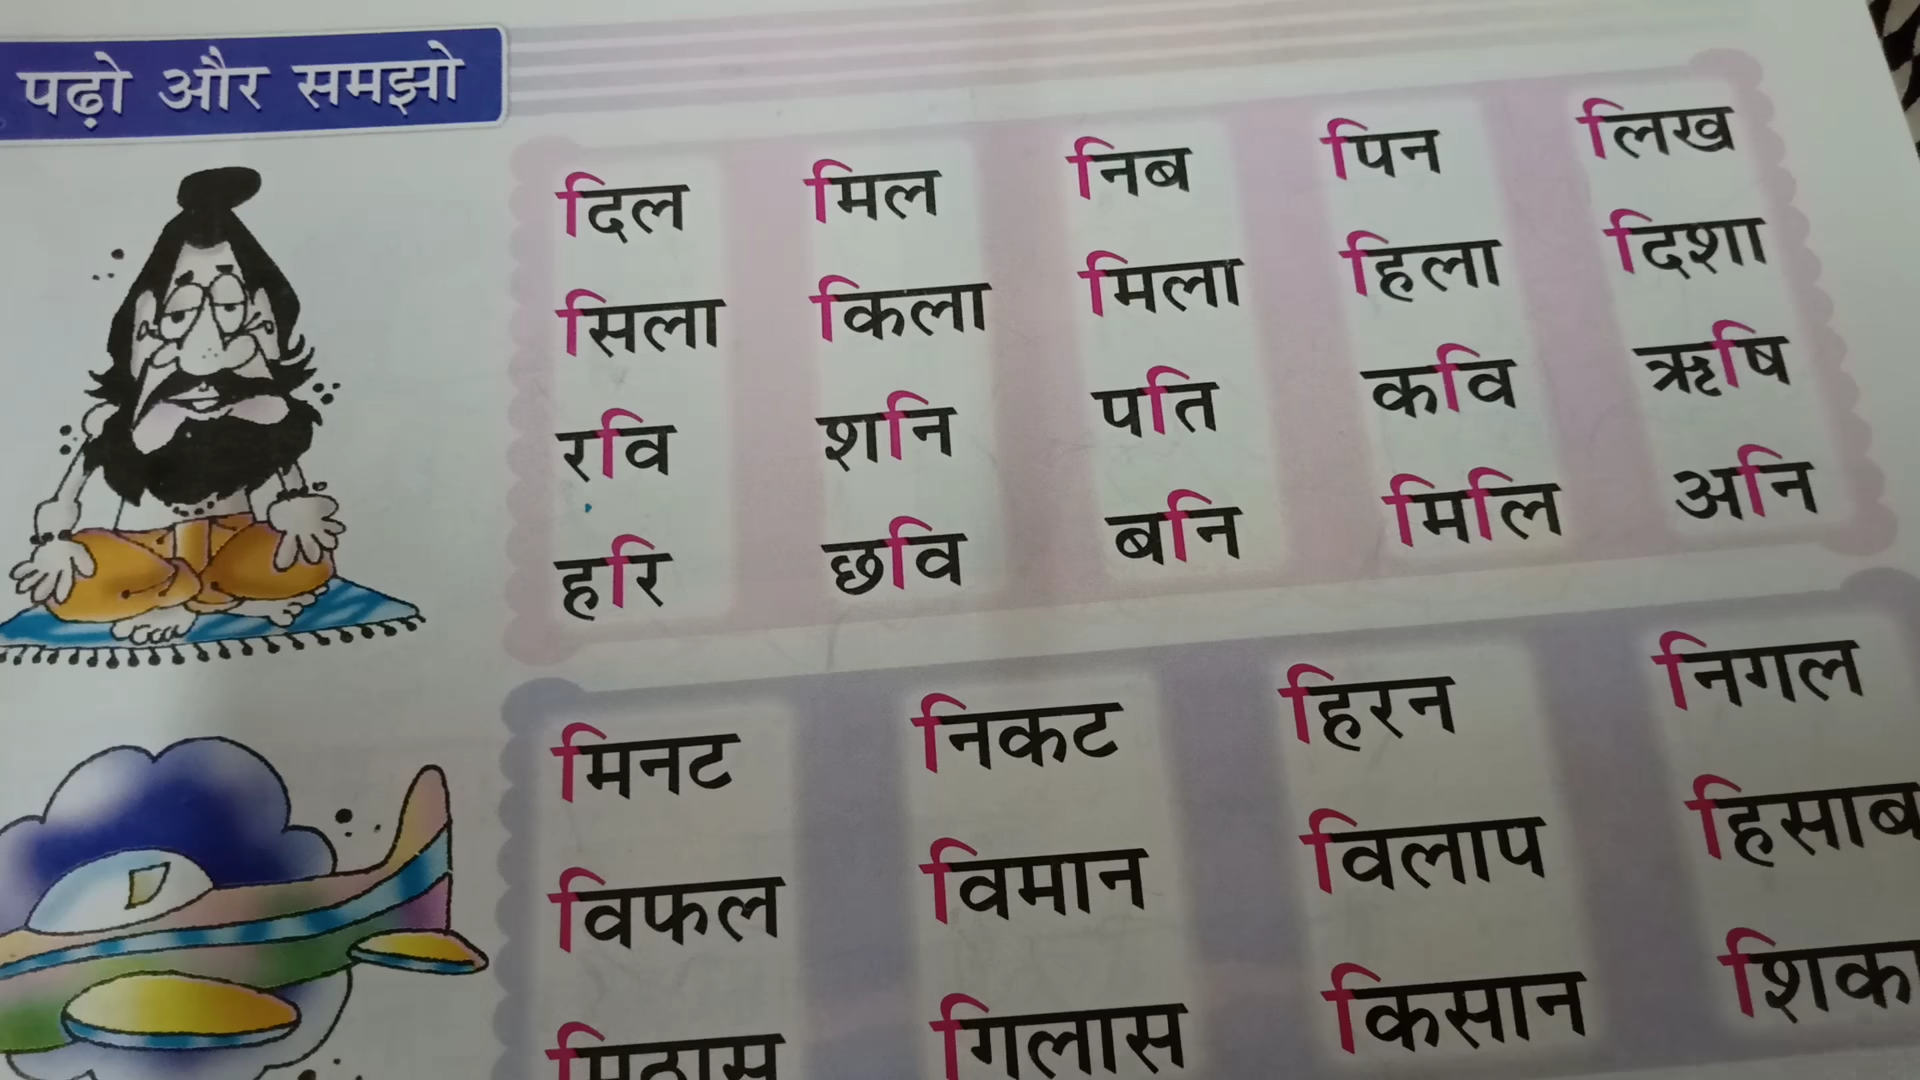 पढ़ो और समझो
दिल मिल निब पिन लिख
सिला किला मिला हिला दिशा
रवि शनि पति कवि ऋषि
हरि छवि बनि मिलि अनि
मिनट निकट हिरन निगल
विफल विमान विलाप हिसाब
गिलास किसान